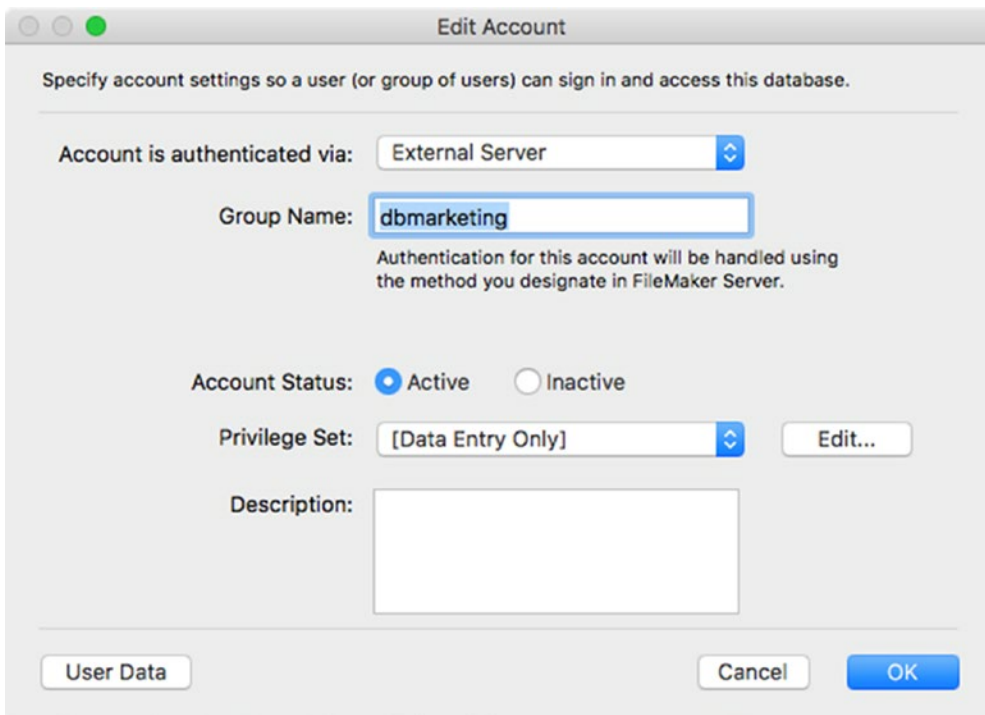 Edit Account
Specify account settings so a user (or group of users) can sign in and access this database.
Account is authenticated via: External Server
Group Name: dbmarketing
Authentication for this account will be handled using
the method you designate in FileMaker Server.
Account Status: Active Inactive
Privilege Set: [Data Entry Only] Edit...
Description:
User Data Cancel OK